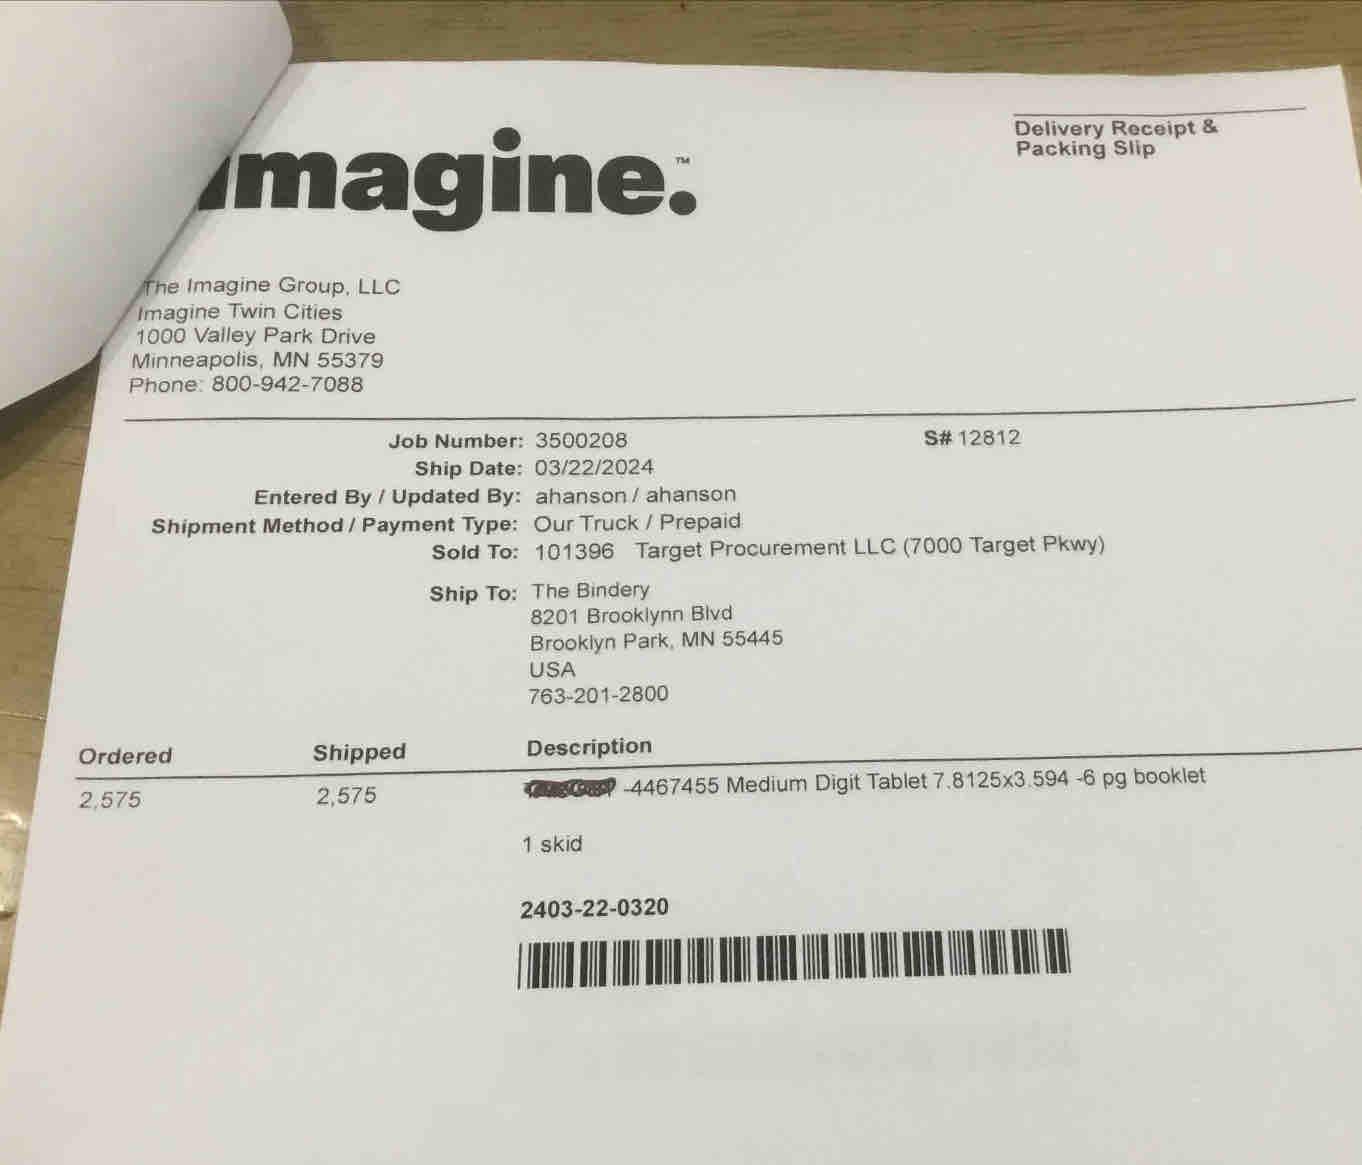 Delivery Receipt &
Packing Slip
imagine.™
The Imagine Group, LLC
Imagine Twin Cities
1000 Valley Park Drive
Minneapolis, MN 55379
Phone: 800-942-7088
Job Number: 3500208 S# 12812
Ship Date: 03/22/2024
Entered By / Updated By: ahanson / ahanson
Shipment Method / Payment Type: Our Truck / Prepaid
Sold To: 101396 Target Procurement LLC (7000 Target Pkwy)
Ship To: The Bindery
8201 Brooklynn Blvd
Brooklyn Park, MN 55445
USA
763-201-2800
Ordered Shipped Description
2,575 2,575 -4467455 Medium Digit Tablet 7.8125x3.594 -6 pg booklet
1 skid
2403-22-0320